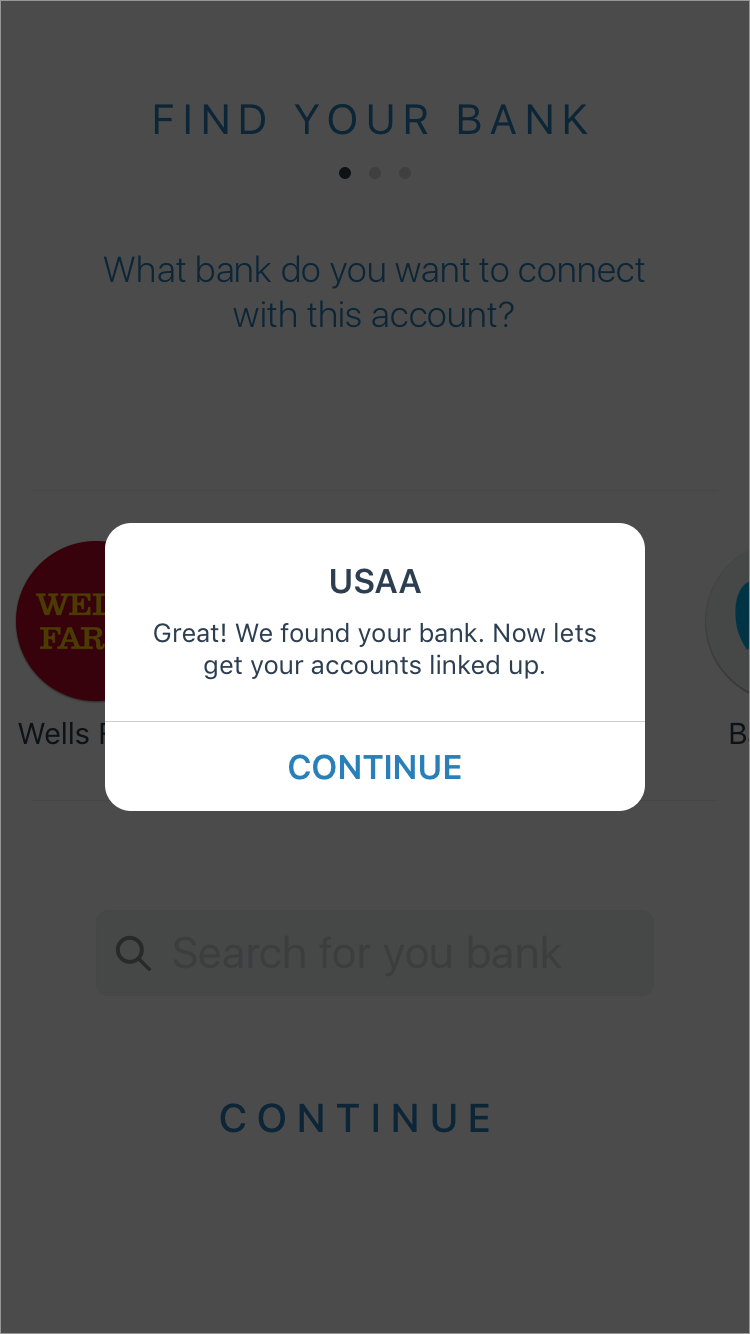 FIND YOUR BANK
What bank do you want to connect
with this account?
WEL
FAR
USAA
Great! We found your bank. Now lets
get your accounts linked up.
Wells
B
CONTINUE
Search for you bank
CONTINUE